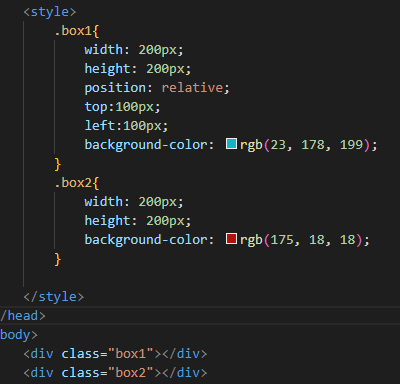 <style>
.box1{
width: 200px;
height: 200px;
position: relative;
top:100px;
left:100px;
background-color: rgb(23, 178, 199);
}
.box2{
width: 200px;
height: 200px;
background-color: rgb(175, 18, 18);
}
</style>
/head>
body>
<div class="box1"></div>
<div class="box2"></div>